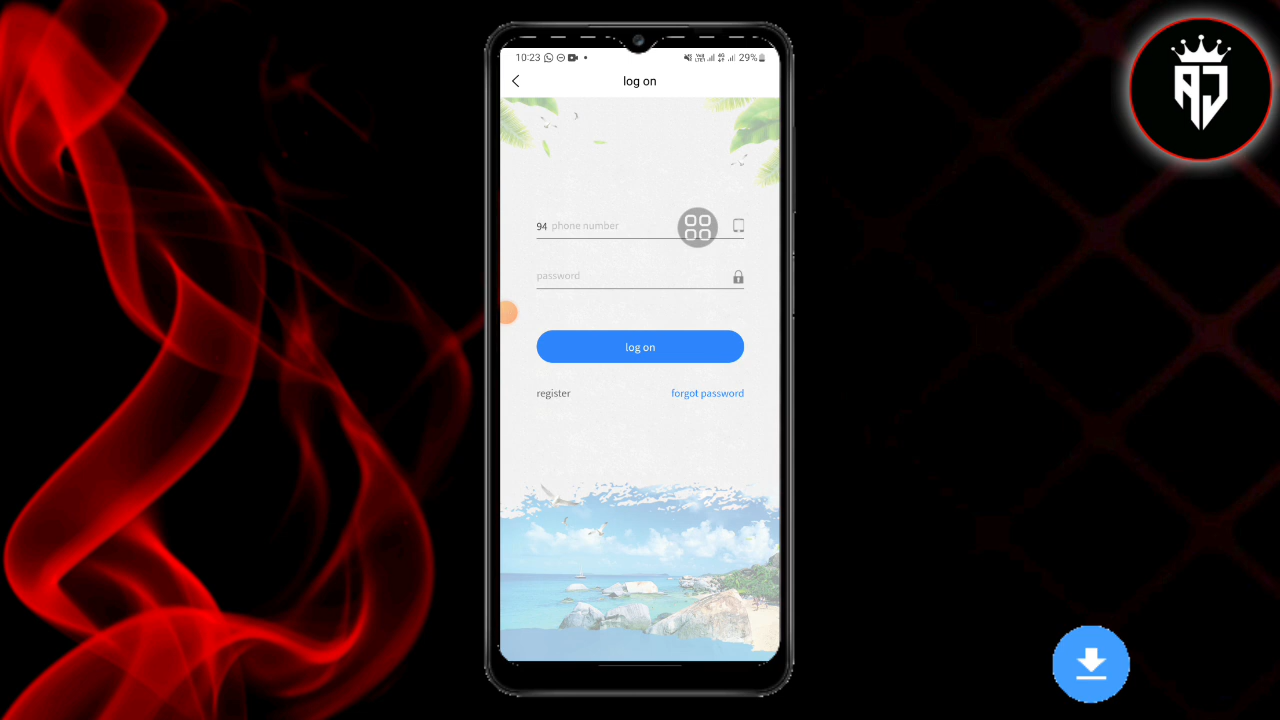 10:23 29%
log on
94 phone number
password
log on
register forgot password
AJ